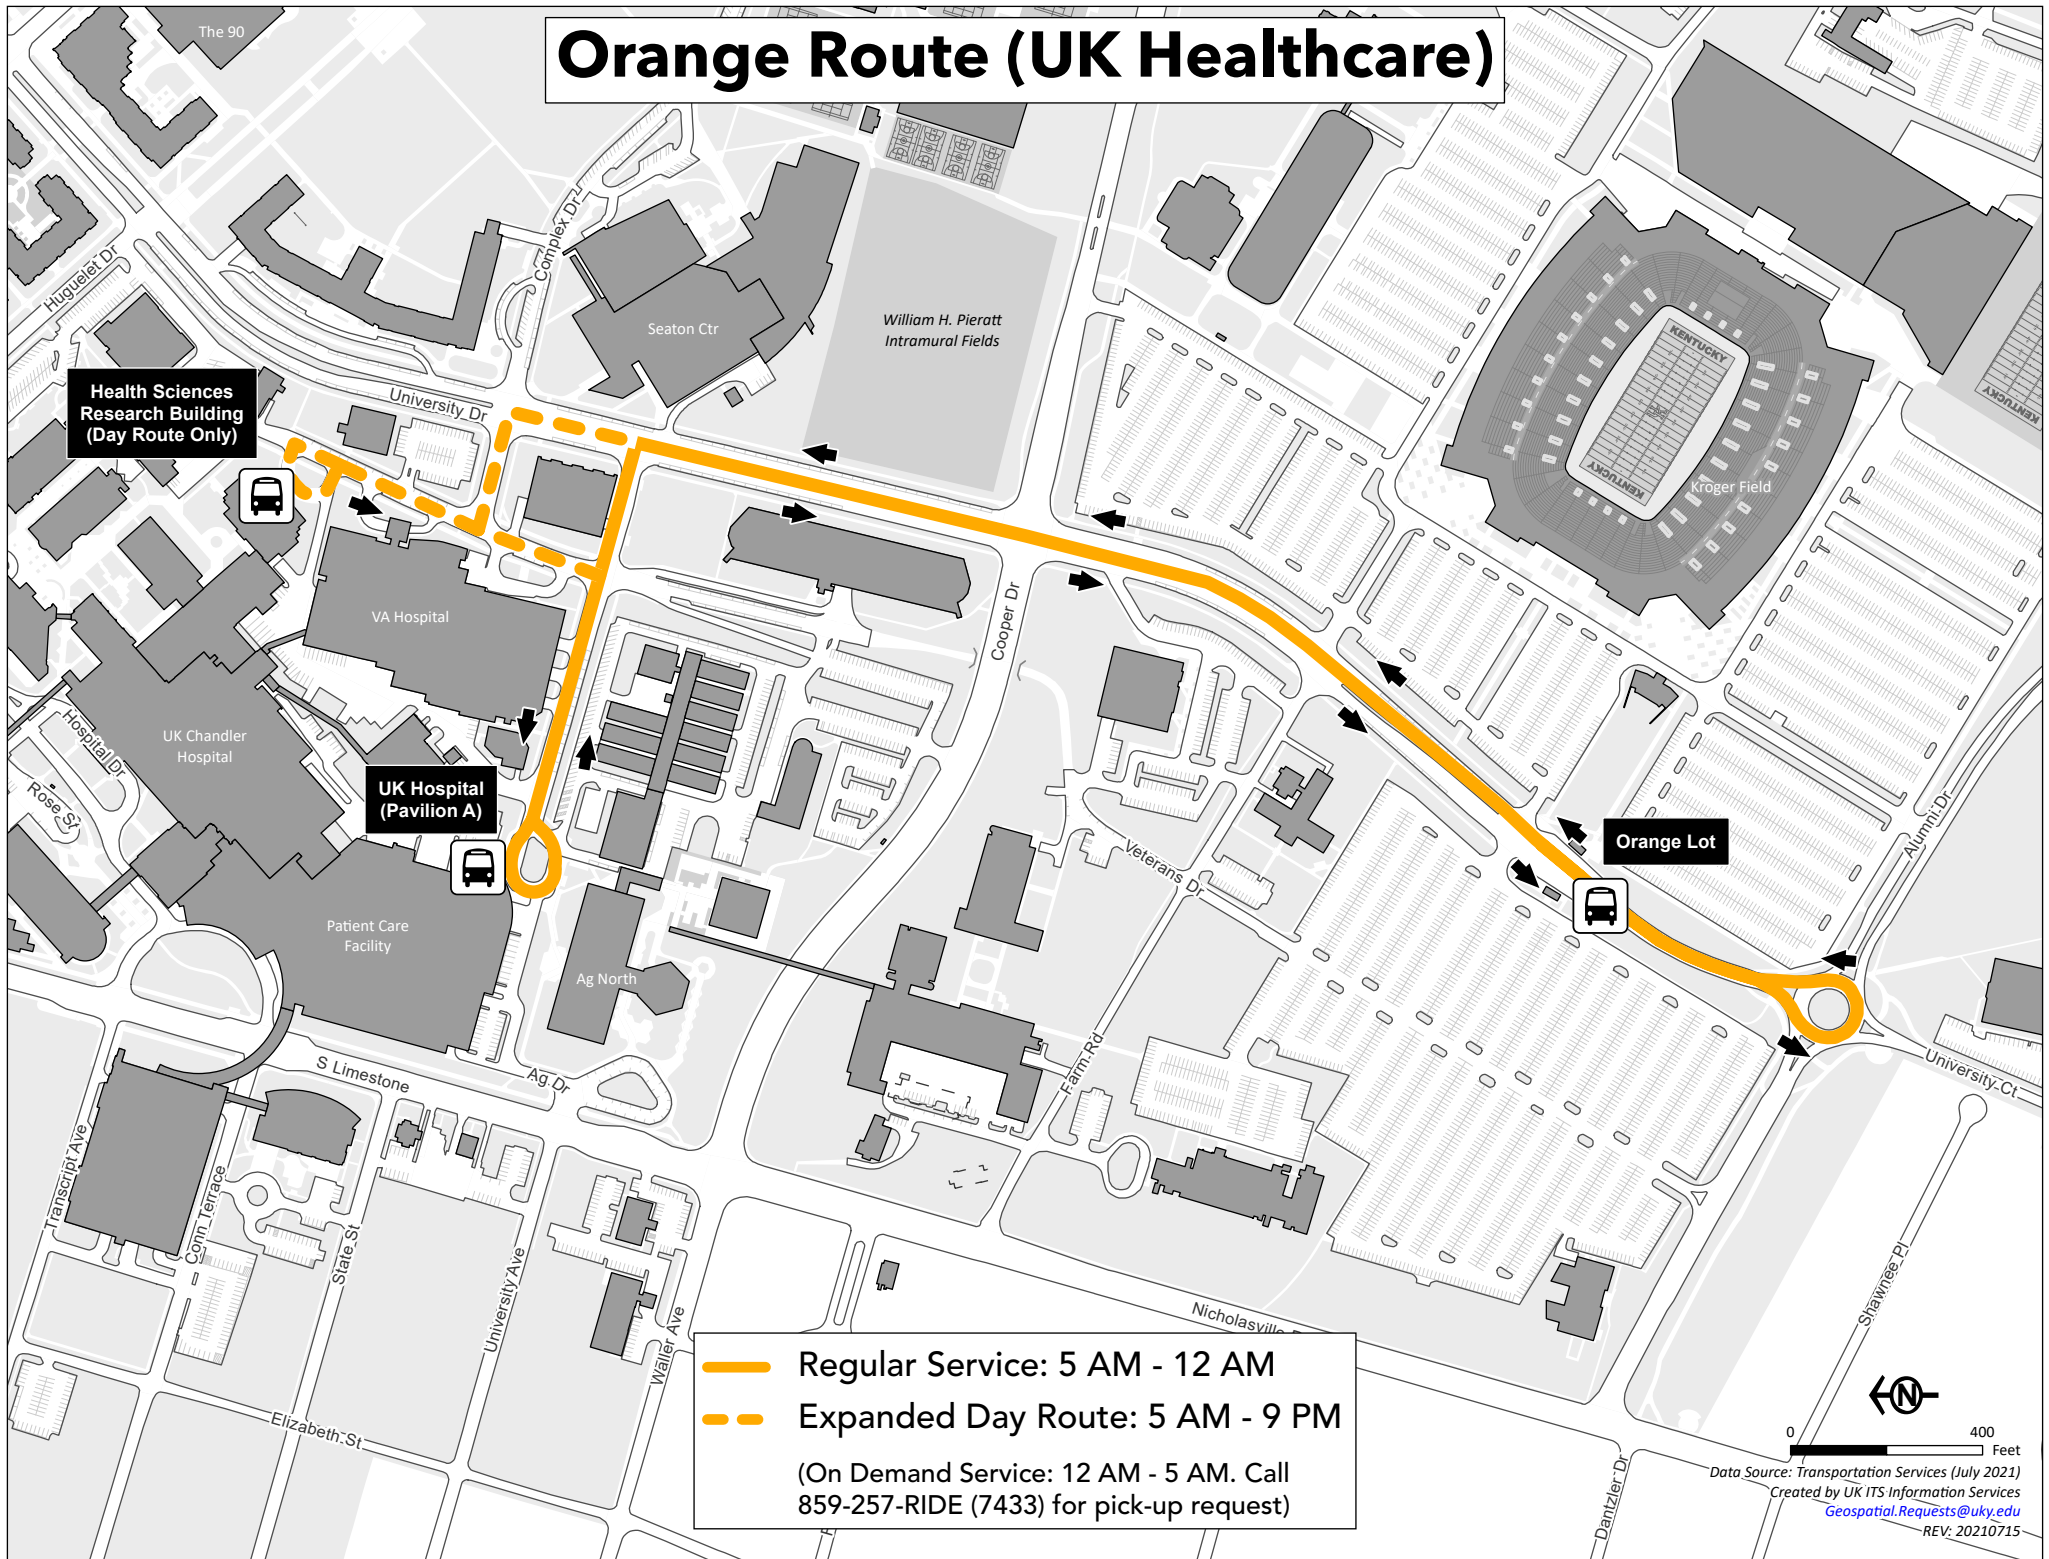 Orange Route (UK Healthcare)
The 90
Complex Dr
Huguelet Dr
Seaton Ctr
William H. Pieratt
Intramural Fields
KENTUCKY
KENTUCKY
Kroger Field
KENTUCKY
Health Sciences
Research Building
(Day Route Only)
University Dr
VA Hospital
Cooper Dr
UK Chandler
Hospital
Hospital Dr
Rose St
UK Hospital
(Pavilion A)
Orange Lot
Alumni Dr
Veterans Dr
Patient Care
Facility
Ag North
Farm Rd
University Ct
S Limestone
Ag Dr
Transcript Ave
Conn Terrace
State St
University Ave
Waller Ave
Shawnee Pl
Nicholasville
Elizabeth St
Dantzler Dr
Regular Service: 5 AM - 12 AM
Expanded Day Route: 5 AM - 9 PM
(On Demand Service: 12 AM - 5 AM. Call
859-257-RIDE (7433) for pick-up request)
N
0 400
Feet
Data Source: Transportation Services (July 2021)
Created by UK ITS Information Services
Geospatial.Requests@uky.edu
REV: 20210715